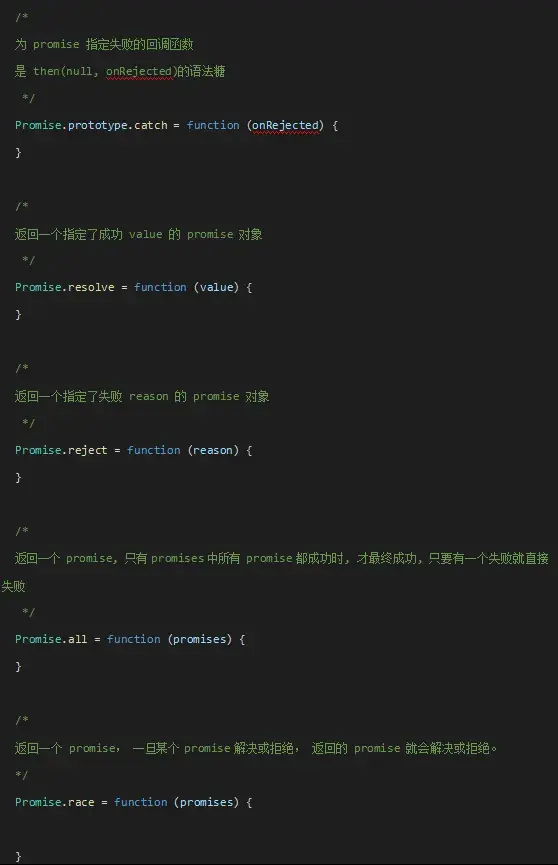 /*
为 promise 指定失败的回调函数
是 then(null, onRejected)的语法糖
*/
Promise.prototype.catch = function (onRejected) {
}
/*
返回一个指定了成功 value 的 promise 对象
*/
Promise.resolve = function (value) {
}
/*
返回一个指定了失败 reason 的 promise 对象
*/
Promise.reject = function (reason) {
}
/*
返回一个 promise, 只有 promises 中所有 promise 都成功时, 才最终成功, 只要有一个失败就直接
失败
*/
Promise.all = function (promises) {
}
/*
返回一个 promise， 一旦某个 promise 解决或拒绝， 返回的 promise 就会解决或拒绝。
*/
Promise.race = function (promises) {
}